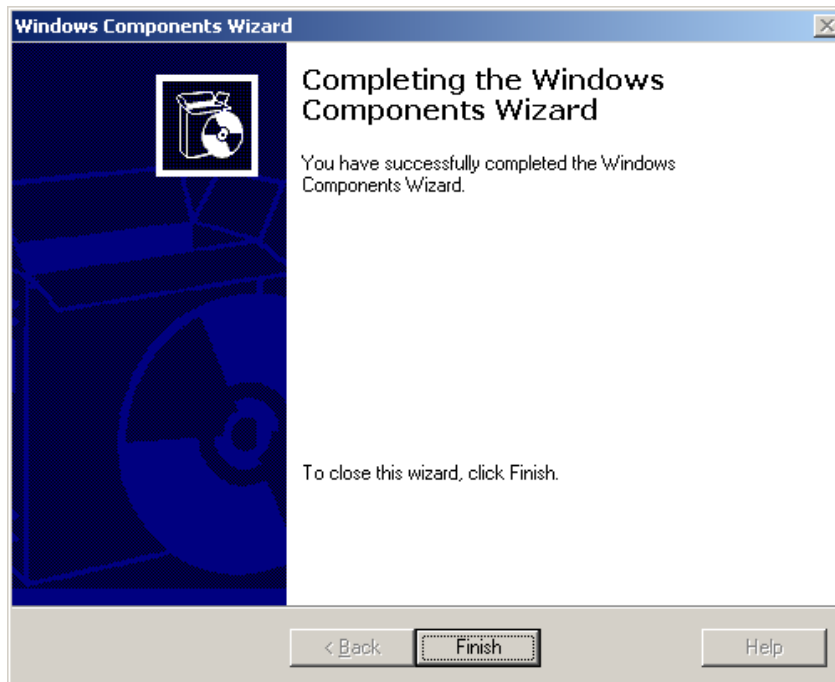 Windows Components Wizard
Completing the Windows
Components Wizard
You have successfully completed the Windows
Components Wizard.
To close this wizard, click Finish.
< Back
Finish
Help